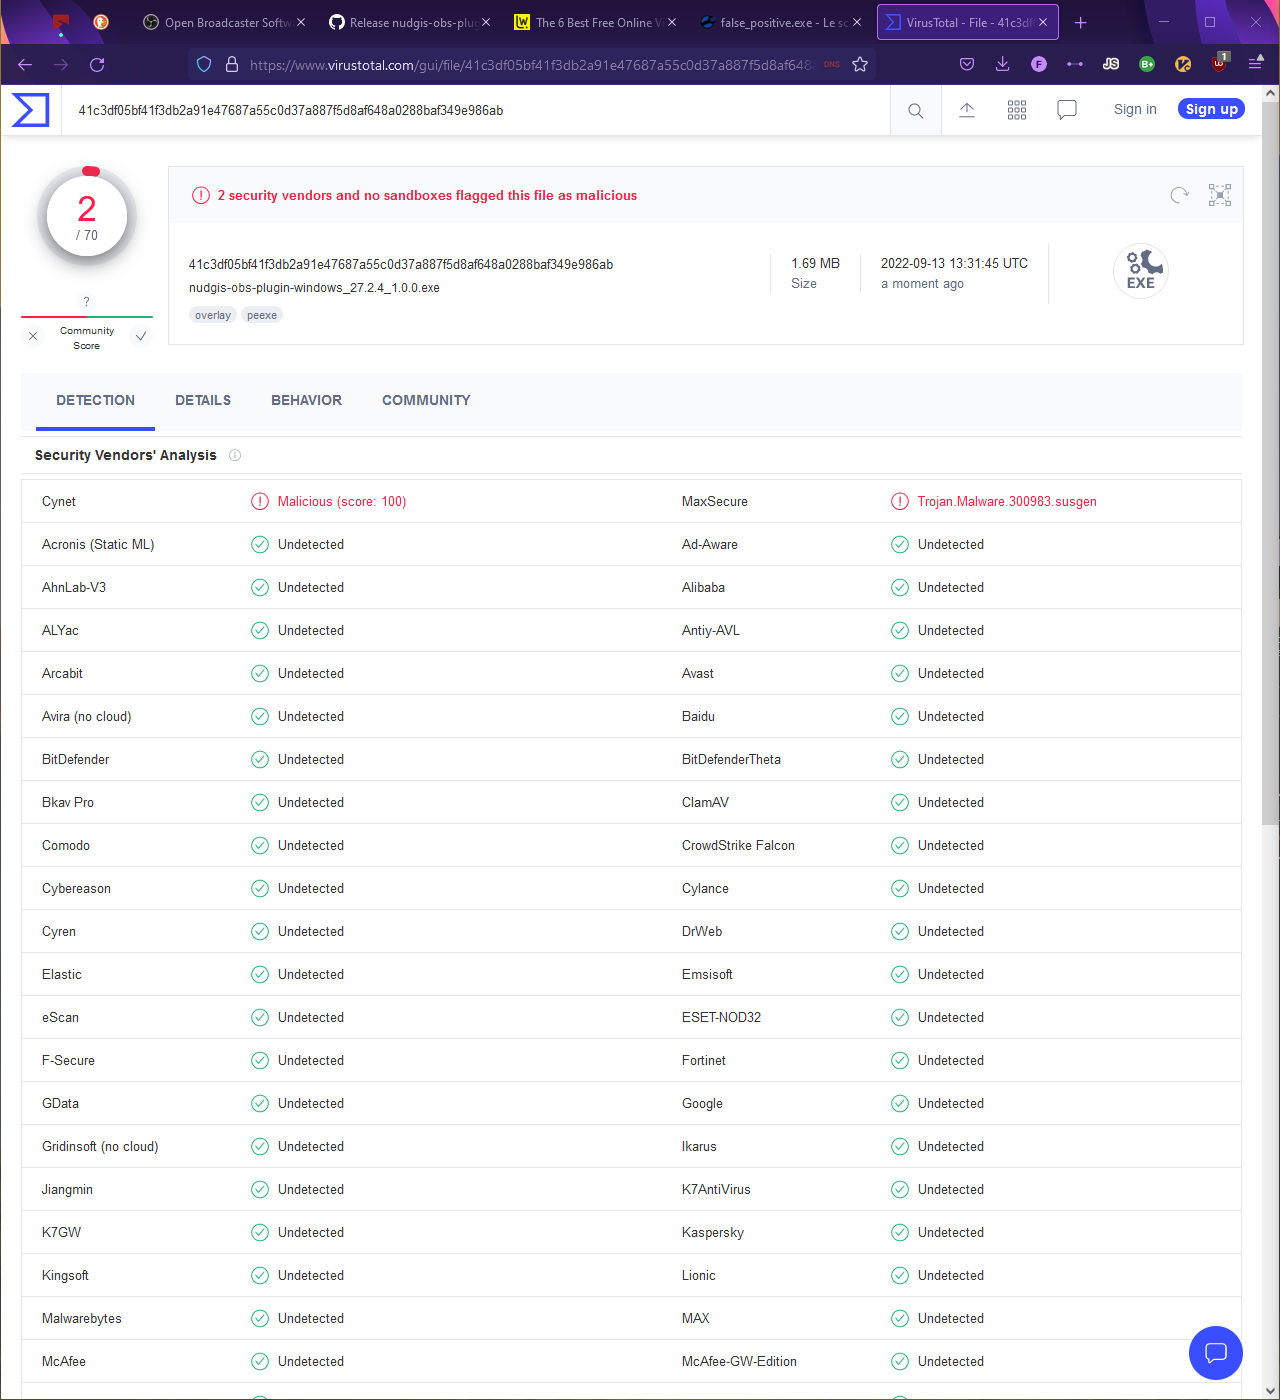 Open Broadcaster Softw
Release nudgis-obs-plug
The 6 Best Free Online Vi
false_positive.exe - Le sc
VirusTotal - File - 41c3df0
https://www.virustotal.com/gui/file/41c3df05bf41f3db2a91e47687a55c0d37a887f5d8af648a
DNS
F
JS
B+
1
41c3df05bf41f3db2a91e47687a55c0d37a887f5d8af648a0288baf349e986ab
Sign in
Sign up
2
/ 70
2 security vendors and no sandboxes flagged this file as malicious
41c3df05bf41f3db2a91e47687a55c0d37a887f5d8af648a0288baf349e986ab
nudgis-obs-plugin-windows_27.2.4_1.0.0.exe
overlay peexe
1.69 MB
Size
2022-09-13 13:31:45 UTC
a moment ago
EXE
?
Community
Score
DETECTION DETAILS BEHAVIOR COMMUNITY
Security Vendors' Analysis
Cynet Malicious (score: 100) MaxSecure Trojan.Malware.300983.susgen
Acronis (Static ML) Undetected Ad-Aware Undetected
AhnLab-V3 Undetected Alibaba Undetected
ALYac Undetected Antiy-AVL Undetected
Arcabit Undetected Avast Undetected
Avira (no cloud) Undetected Baidu Undetected
BitDefender Undetected BitDefenderTheta Undetected
Bkav Pro Undetected ClamAV Undetected
Comodo Undetected CrowdStrike Falcon Undetected
Cybereason Undetected Cylance Undetected
Cyren Undetected DrWeb Undetected
Elastic Undetected Emsisoft Undetected
eScan Undetected ESET-NOD32 Undetected
F-Secure Undetected Fortinet Undetected
GData Undetected Google Undetected
Gridinsoft (no cloud) Undetected Ikarus Undetected
Jiangmin Undetected K7AntiVirus Undetected
K7GW Undetected Kaspersky Undetected
Kingsoft Undetected Lionic Undetected
Malwarebytes Undetected MAX Undetected
McAfee Undetected McAfee-GW-Edition Undetected